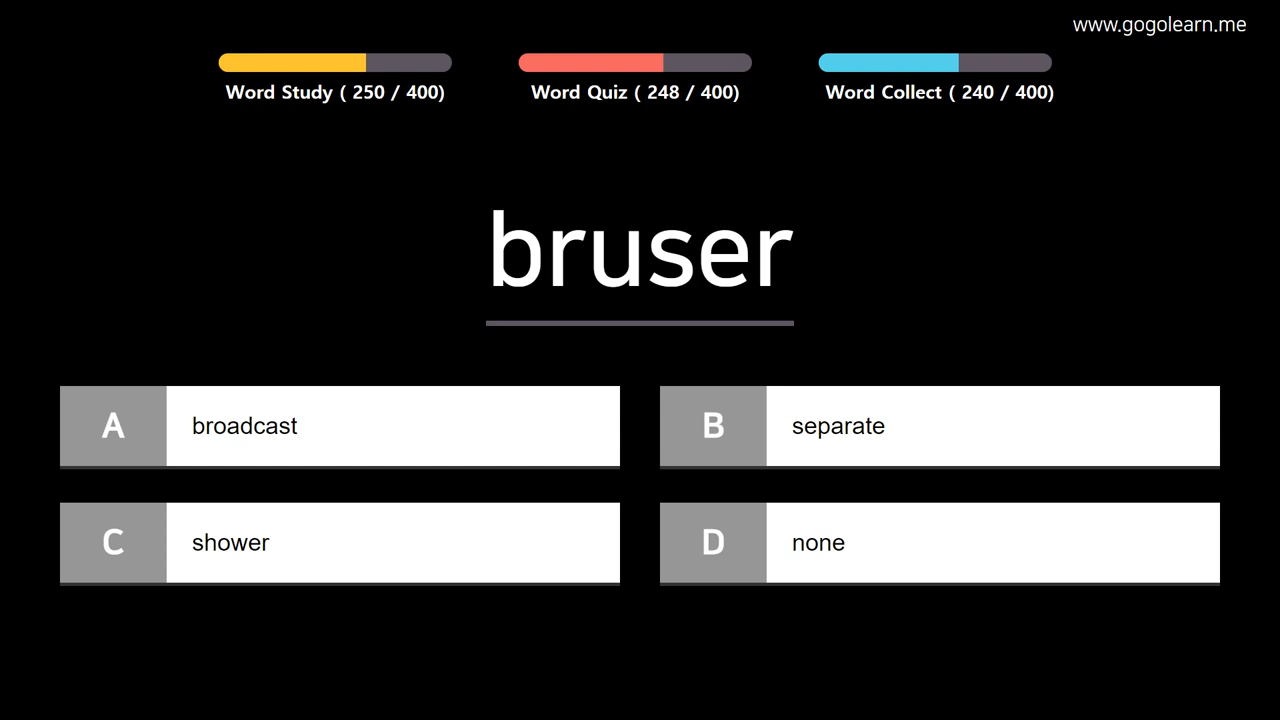 www.gogolearn.me
Word Study ( 250 / 400)
Word Quiz ( 248 / 400)
Word Collect ( 240 / 400)
bruser
A broadcast
B separate
C shower
D none